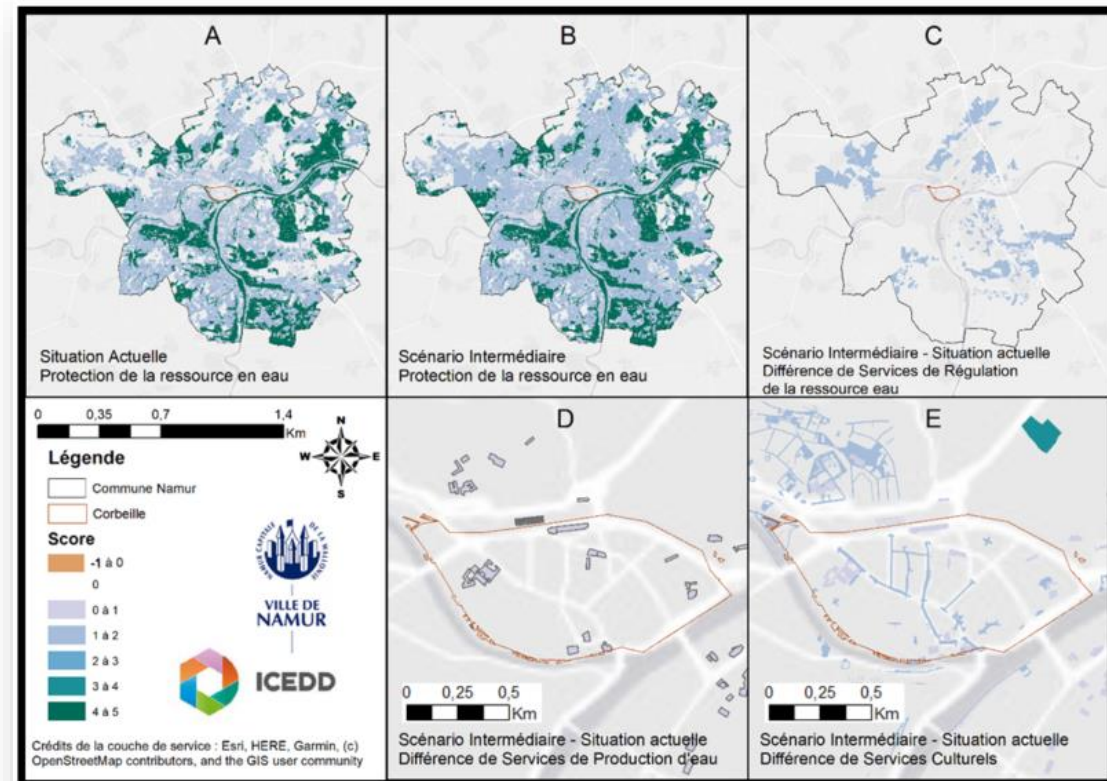 A
Situation Actuelle
Protection de la ressource en eau
B
Scénario Intermédiaire
Protection de la ressource en eau
C
Scénario Intermédiaire - Situation actuelle
Différence de Services de Régulation
de la ressource eau
0 0,35 0,7 1,4
Km
N
W E
S
Légende
Commune Namur
Corbeille
Score
-1 à 0
0
0 à 1
1 à 2
2 à 3
3 à 4
4 à 5
NAMUR CAPITALE DE LA WALLONIE
VILLE DE
NAMUR
ICEDD
Crédits de la couche de service : Esri, HERE, Garmin, (c)
OpenStreetMap contributors, and the GIS user community
D
0 0,25 0,5
Km
Scénario Intermédiaire - Situation actuelle
Différence de Services de Production d'eau
E
0 0,25 0,5
Km
Scénario Intermédiaire - Situation actuelle
Différence de Services Culturels